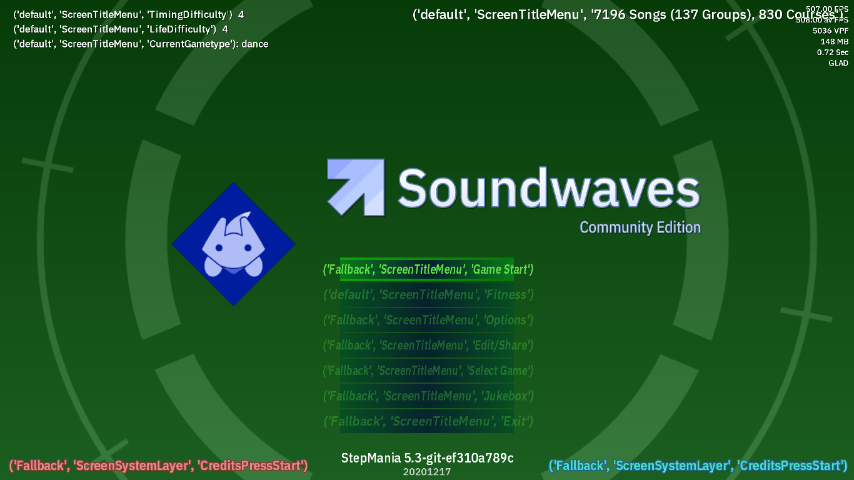 ('default', 'ScreenTitleMenu', 'TimingDifficulty') 4
('default', 'ScreenTitleMenu', 'LifeDifficulty') 4
('default', 'ScreenTitleMenu', 'CurrentGametype'): dance
('default', 'ScreenTitleMenu', '7196 Songs (137 Groups), 830 Courses')
507.00 FPS
5036 VPF
148 MB
0.72 Sec
GLAD
Soundwaves
Community Edition
('Fallback', 'ScreenTitleMenu', 'Game Start')
('default', 'ScreenTitleMenu', 'Fitness')
('Fallback', 'ScreenTitleMenu', 'Options')
('Fallback', 'ScreenTitleMenu', 'Edit/Share')
('Fallback', 'ScreenTitleMenu', 'Select Game')
('Fallback', 'ScreenTitleMenu', 'Jukebox')
('Fallback', 'ScreenTitleMenu', 'Exit')
StepMania 5.3-git-ef310a789c
20201217
('Fallback', 'ScreenSystemLayer', 'CreditsPressStart')
('Fallback', 'ScreenSystemLayer', 'CreditsPressStart')